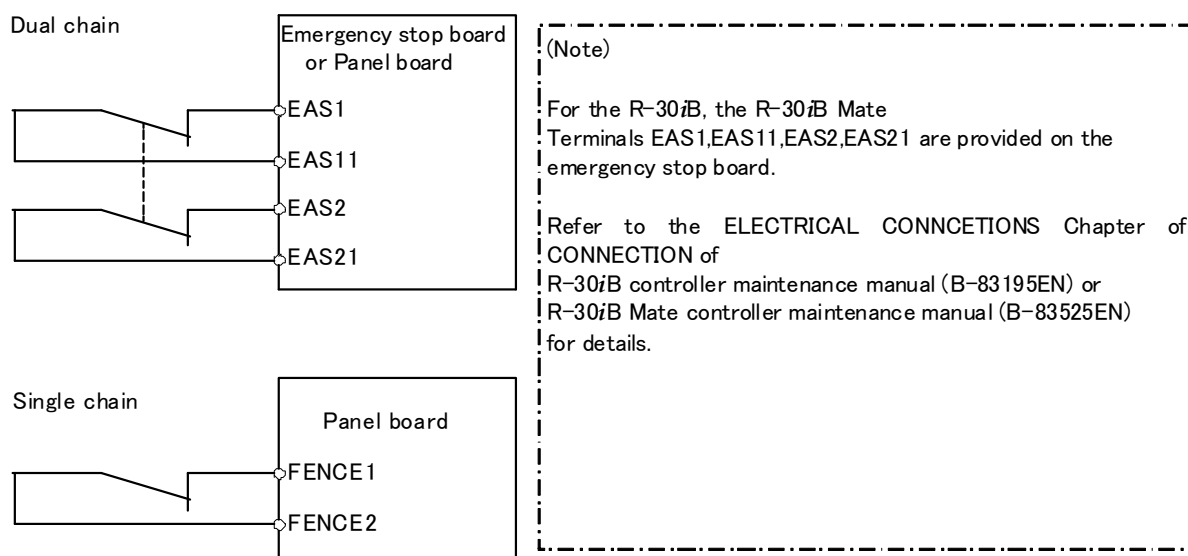 Dual chain
Emergency stop board
or Panel board
EAS1
EAS11
EAS2
EAS21
Single chain
Panel board
FENCE1
FENCE2
(Note)
For the R-30iB, the R-30iB Mate
Terminals EAS1,EAS11,EAS2,EAS21 are provided on the
emergency stop board.
Refer to the ELECTRICAL CONNCETIONS Chapter of
CONNECTION of
R-30iB controller maintenance manual (B-83195EN) or
R-30iB Mate controller maintenance manual (B-83525EN)
for details.